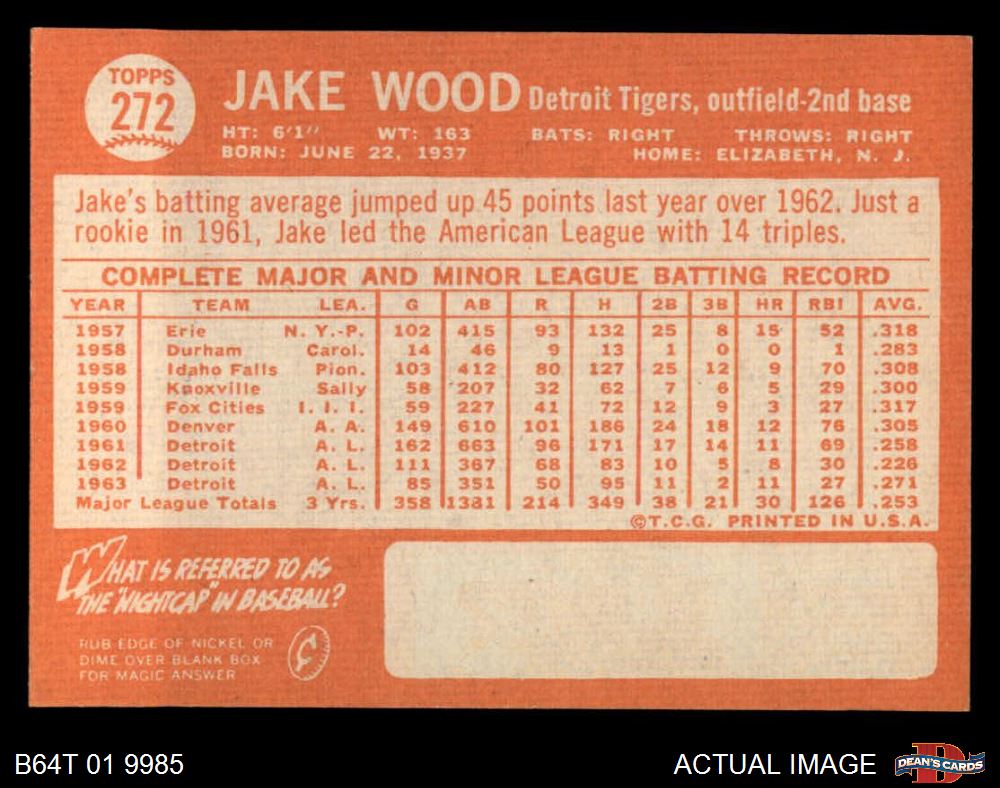 TOPPS
272
JAKE WOOD Detroit Tigers, outfield-2nd base
HT: 6'1" WT: 163 BATS: RIGHT THROWS: RIGHT
BORN: JUNE 22, 1937 HOME: ELIZABETH, N. J.
Jake's batting average jumped up 45 points last year over 1962. Just a
rookie in 1961, Jake led the American League with 14 triples.
COMPLETE MAJOR AND MINOR LEAGUE BATTING RECORD
YEAR TEAM LEA. G AB R H 2B 3B HR RBI AVG.
1957 Erie N. Y.-P. 102 415 93 132 25 8 15 52 .318
1958 Durham Carol. 14 46 9 13 1 0 0 1 .283
1958 Idaho Falls Pion. 103 412 80 127 25 12 9 70 .308
1959 Knoxville Sally 58 207 32 62 7 6 5 29 .300
1959 Fox Cities I. I. I. 59 227 41 72 12 9 3 27 .317
1960 Denver A. A. 149 610 101 186 24 18 12 76 .305
1961 Detroit A. L. 162 663 96 171 17 14 11 69 .258
1962 Detroit A. L. 111 367 68 83 10 5 8 30 .226
1963 Detroit A. L. 85 351 50 95 11 2 11 27 .271
Major League Totals 3 Yrs. 358 1381 214 349 38 21 30 126 .253
©T.C.G. PRINTED IN U.S.A.
WHAT IS REFERRED TO AS
THE "NIGHTCAP" IN BASEBALL?
RUB EDGE OF NICKEL OR
DIME OVER BLANK BOX
FOR MAGIC ANSWER
B64T 01 9985 ACTUAL IMAGE
D
DEAN'S CARDS